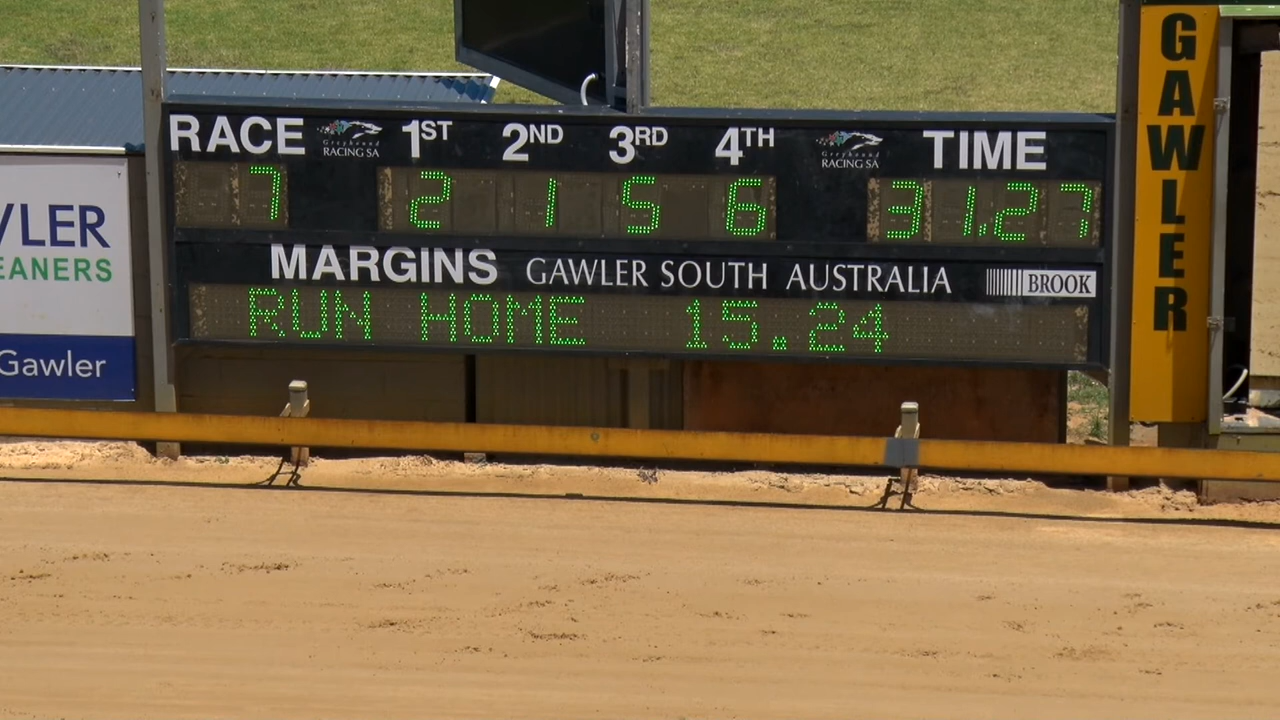 RACE 1ST 2ND 3RD 4TH TIME
Greyhound RACING SA
Greyhound RACING SA
7 2 1 5 6 31.27
MARGINS GAWLER SOUTH AUSTRALIA BROOK
RUN HOME 15.24
GAWLER
WLER
EANERS
Gawler